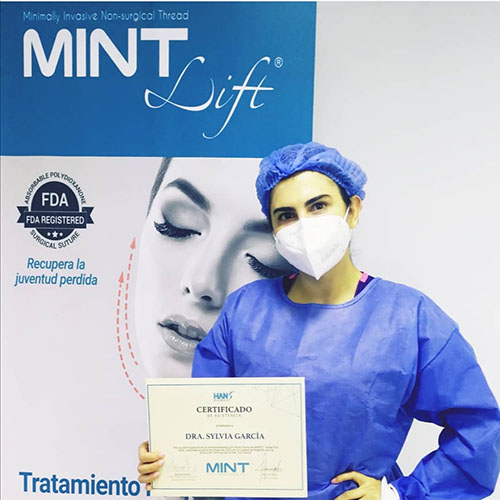 Minimally Invasive Non-surgical Thread
MINT
Lift®
ABSORBABLE POLYDIOXANONE
FDA
FDA REGISTERED
SURGICAL SUTURE
Recupera la
juventud perdida
HANS
CERTIFICADO
DE ASISTENCIA
DRA. SYLVIA GARCÍA
MINT
Tratamiento